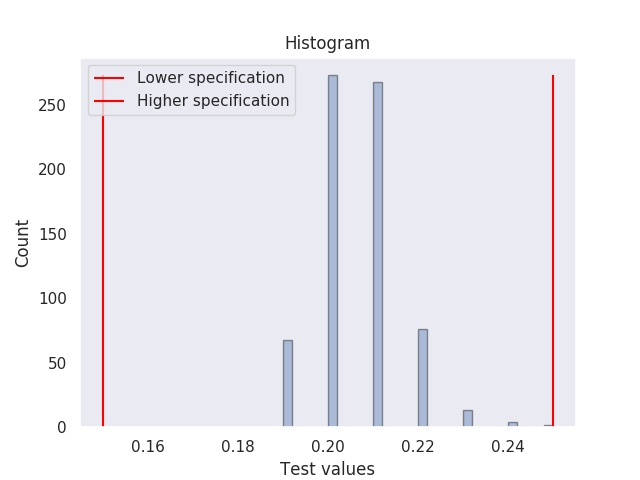 Histogram
Lower specification
Higher specification
250
200
150
100
50
0
Count
0.16 0.18 0.20 0.22 0.24
Test values